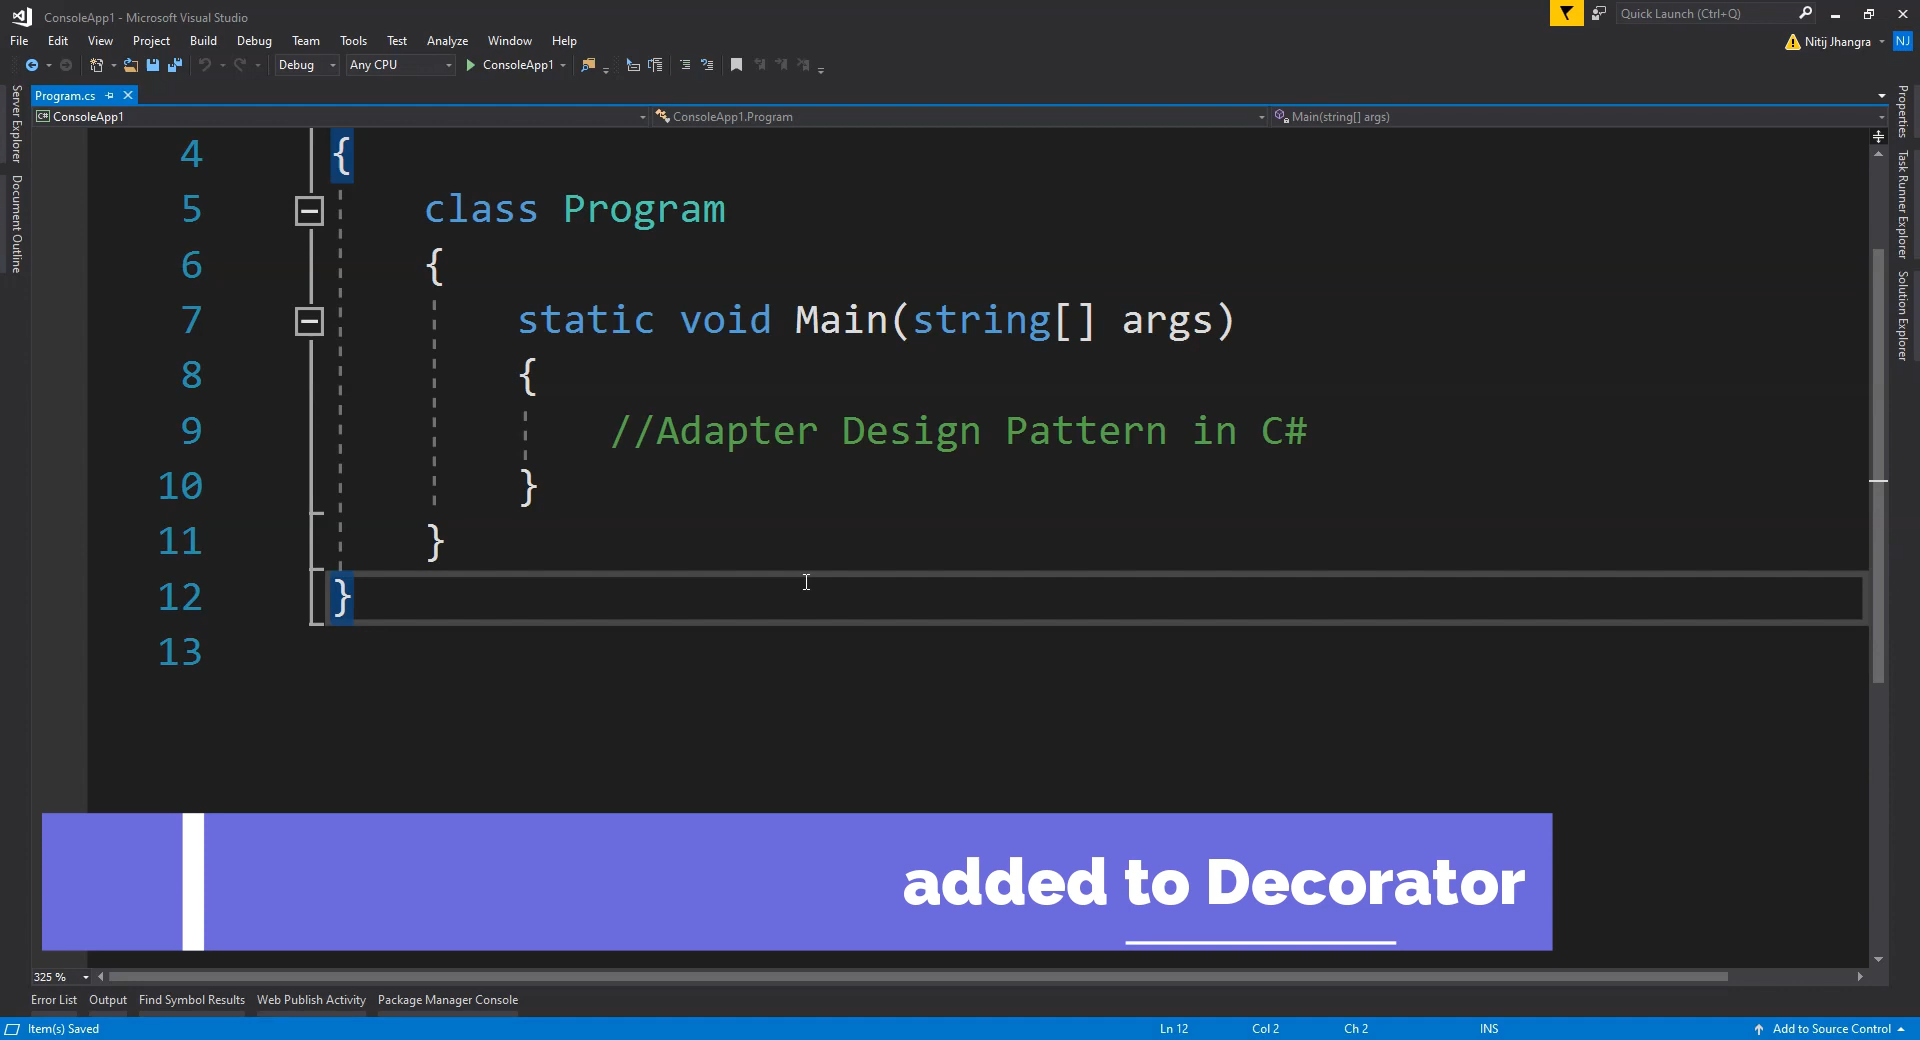 ConsoleApp1 - Microsoft Visual Studio
Quick Launch (Ctrl+Q)
File Edit View Project Build Debug Team Tools Test Analyze Window Help
Nitij Jhangra NJ
Debug Any CPU ConsoleApp1
Program.cs
C# ConsoleApp1 ConsoleApp1.Program Main(string[] args)
Server Explorer
Document Outline
Properties
Task Runner Explorer
Solution Explorer
4 {
5 class Program
6 {
7 static void Main(string[] args)
8 {
9 //Adapter Design Pattern in C#
10 }
11 }
12 }
13
added to Decorator
325 %
Error List Output Find Symbol Results Web Publish Activity Package Manager Console
Item(s) Saved Ln 12 Col 2 Ch 2 INS Add to Source Control